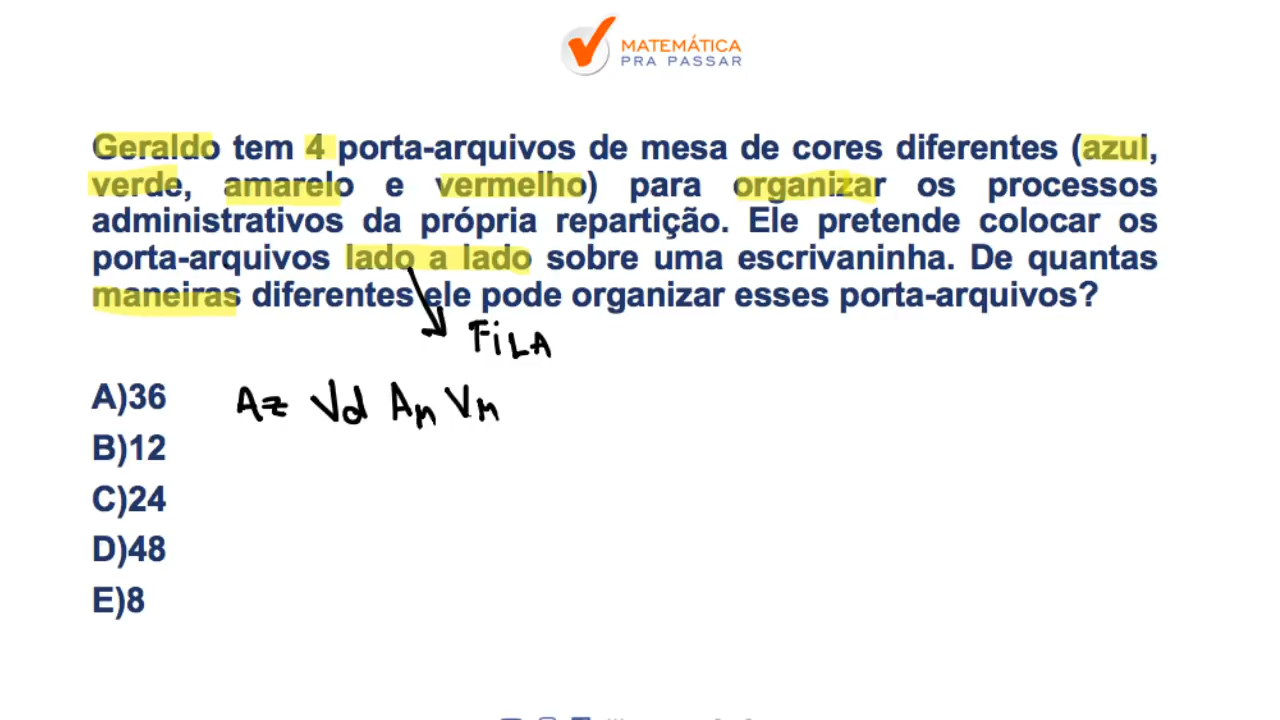 MATEMÁTICA
PRA PASSAR
Geraldo tem 4 porta-arquivos de mesa de cores diferentes (azul,
verde, amarelo e vermelho) para organizar os processos
administrativos da própria repartição. Ele pretende colocar os
porta-arquivos lado a lado sobre uma escrivaninha. De quantas
maneiras diferentes ele pode organizar esses porta-arquivos?
FiLA
A)36
Az Vd Am Vm
B)12
C)24
D)48
E)8